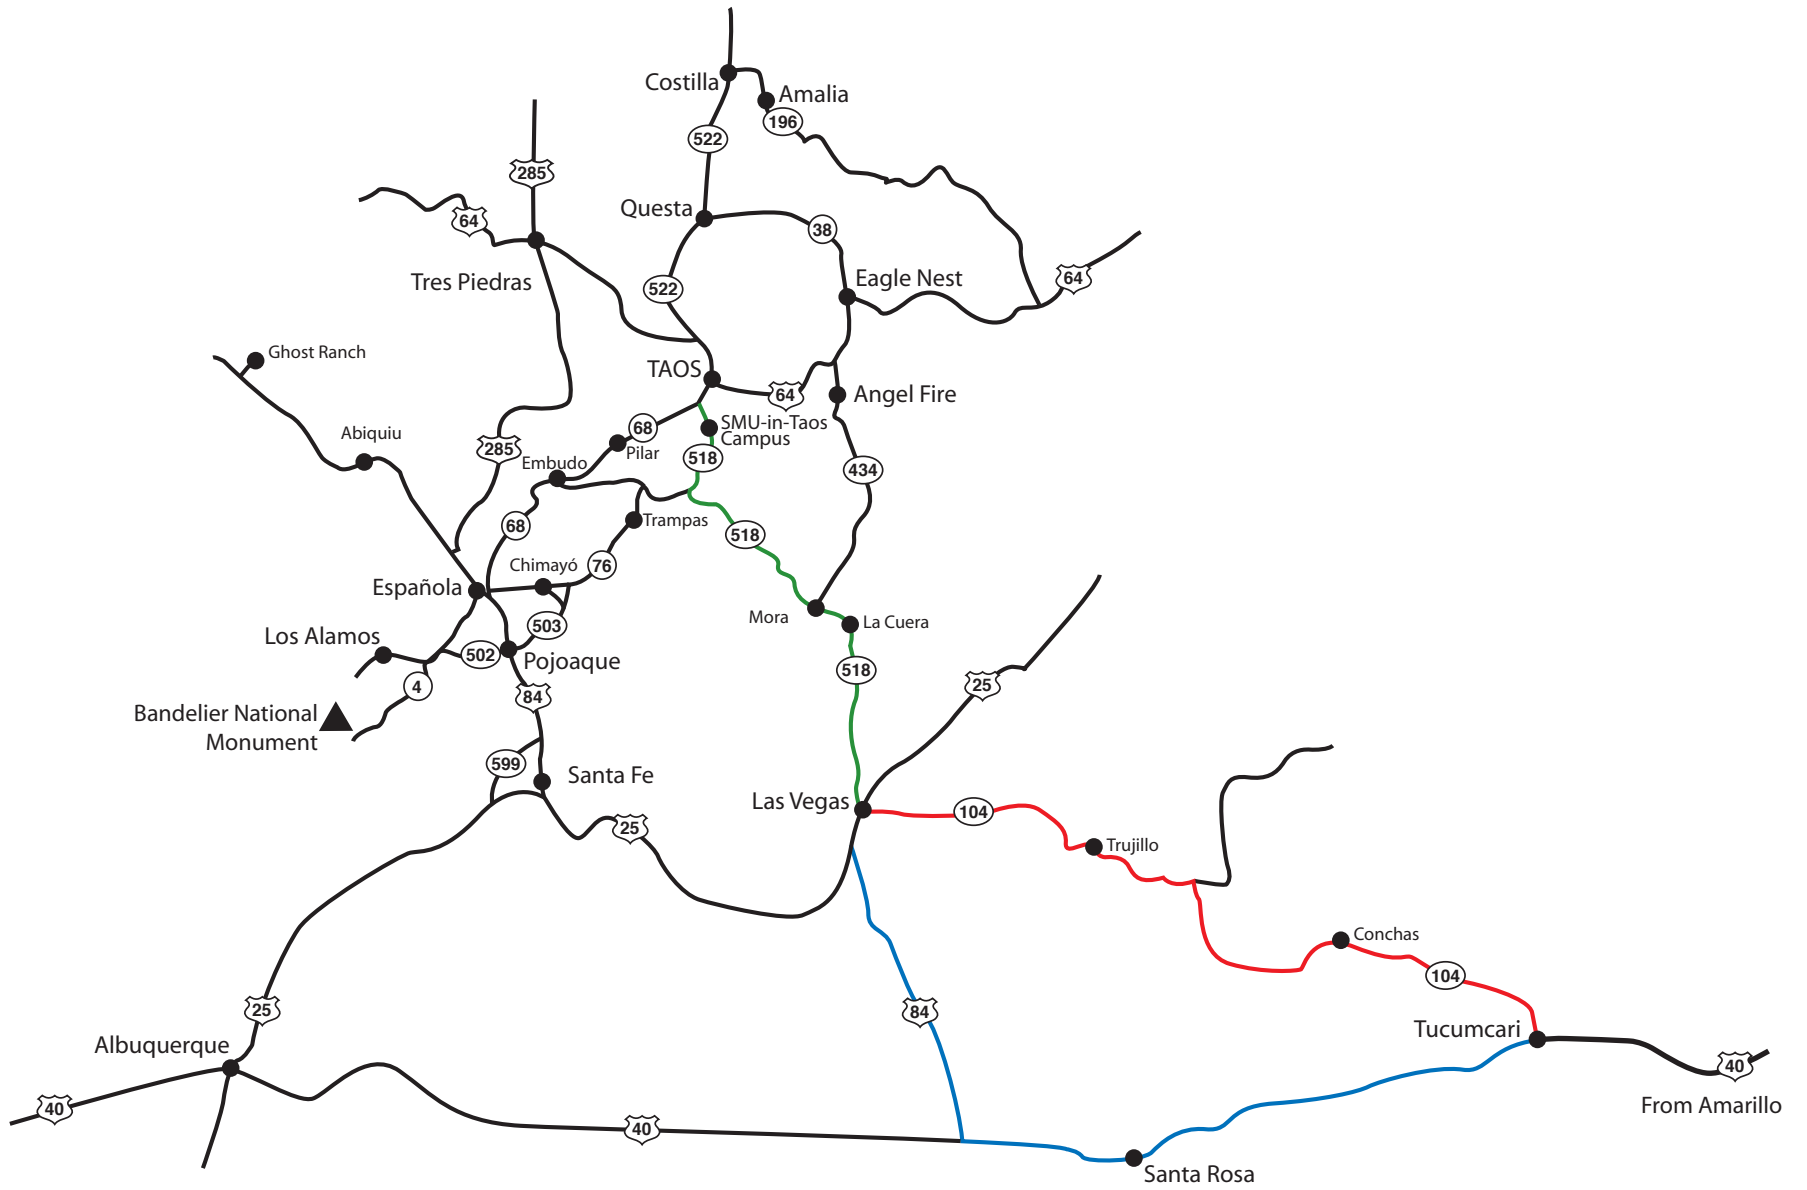 Costilla
Amalia
196
522
285
64
Questa
38
Tres Piedras
522
Eagle Nest
64
Ghost Ranch
TAOS
64
Angel Fire
SMU-in-Taos
Campus
68
Abiquiu
285
Pilar
518
Embudo
434
68
Trampas
518
Chimayó
76
Española
Mora
La Cuera
503
Los Alamos
502
Pojoaque
518
4
84
25
Bandelier National
Monument
599
Santa Fe
Las Vegas
104
25
Trujillo
Conchas
104
25
84
Tucumcari
Albuquerque
40
40
From Amarillo
40
Santa Rosa